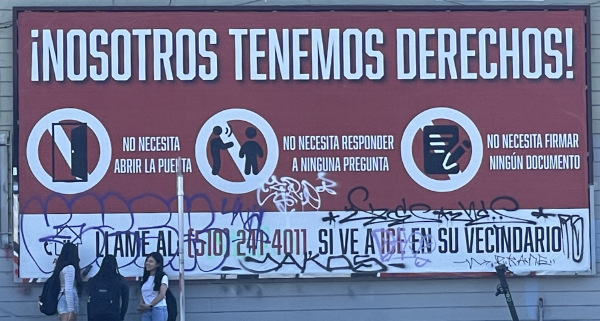 ¡NOSOTROS TENEMOS DERECHOS!
NO NECESITA
ABRIR LA PUERTA
NO NECESITA RESPONDER
A NINGUNA PREGUNTA
NO NECESITA FIRMAR
NINGÚN DOCUMENTO
LLAME AL (510) 241-4011, SI VE A ICE EN SU VECINDARIO